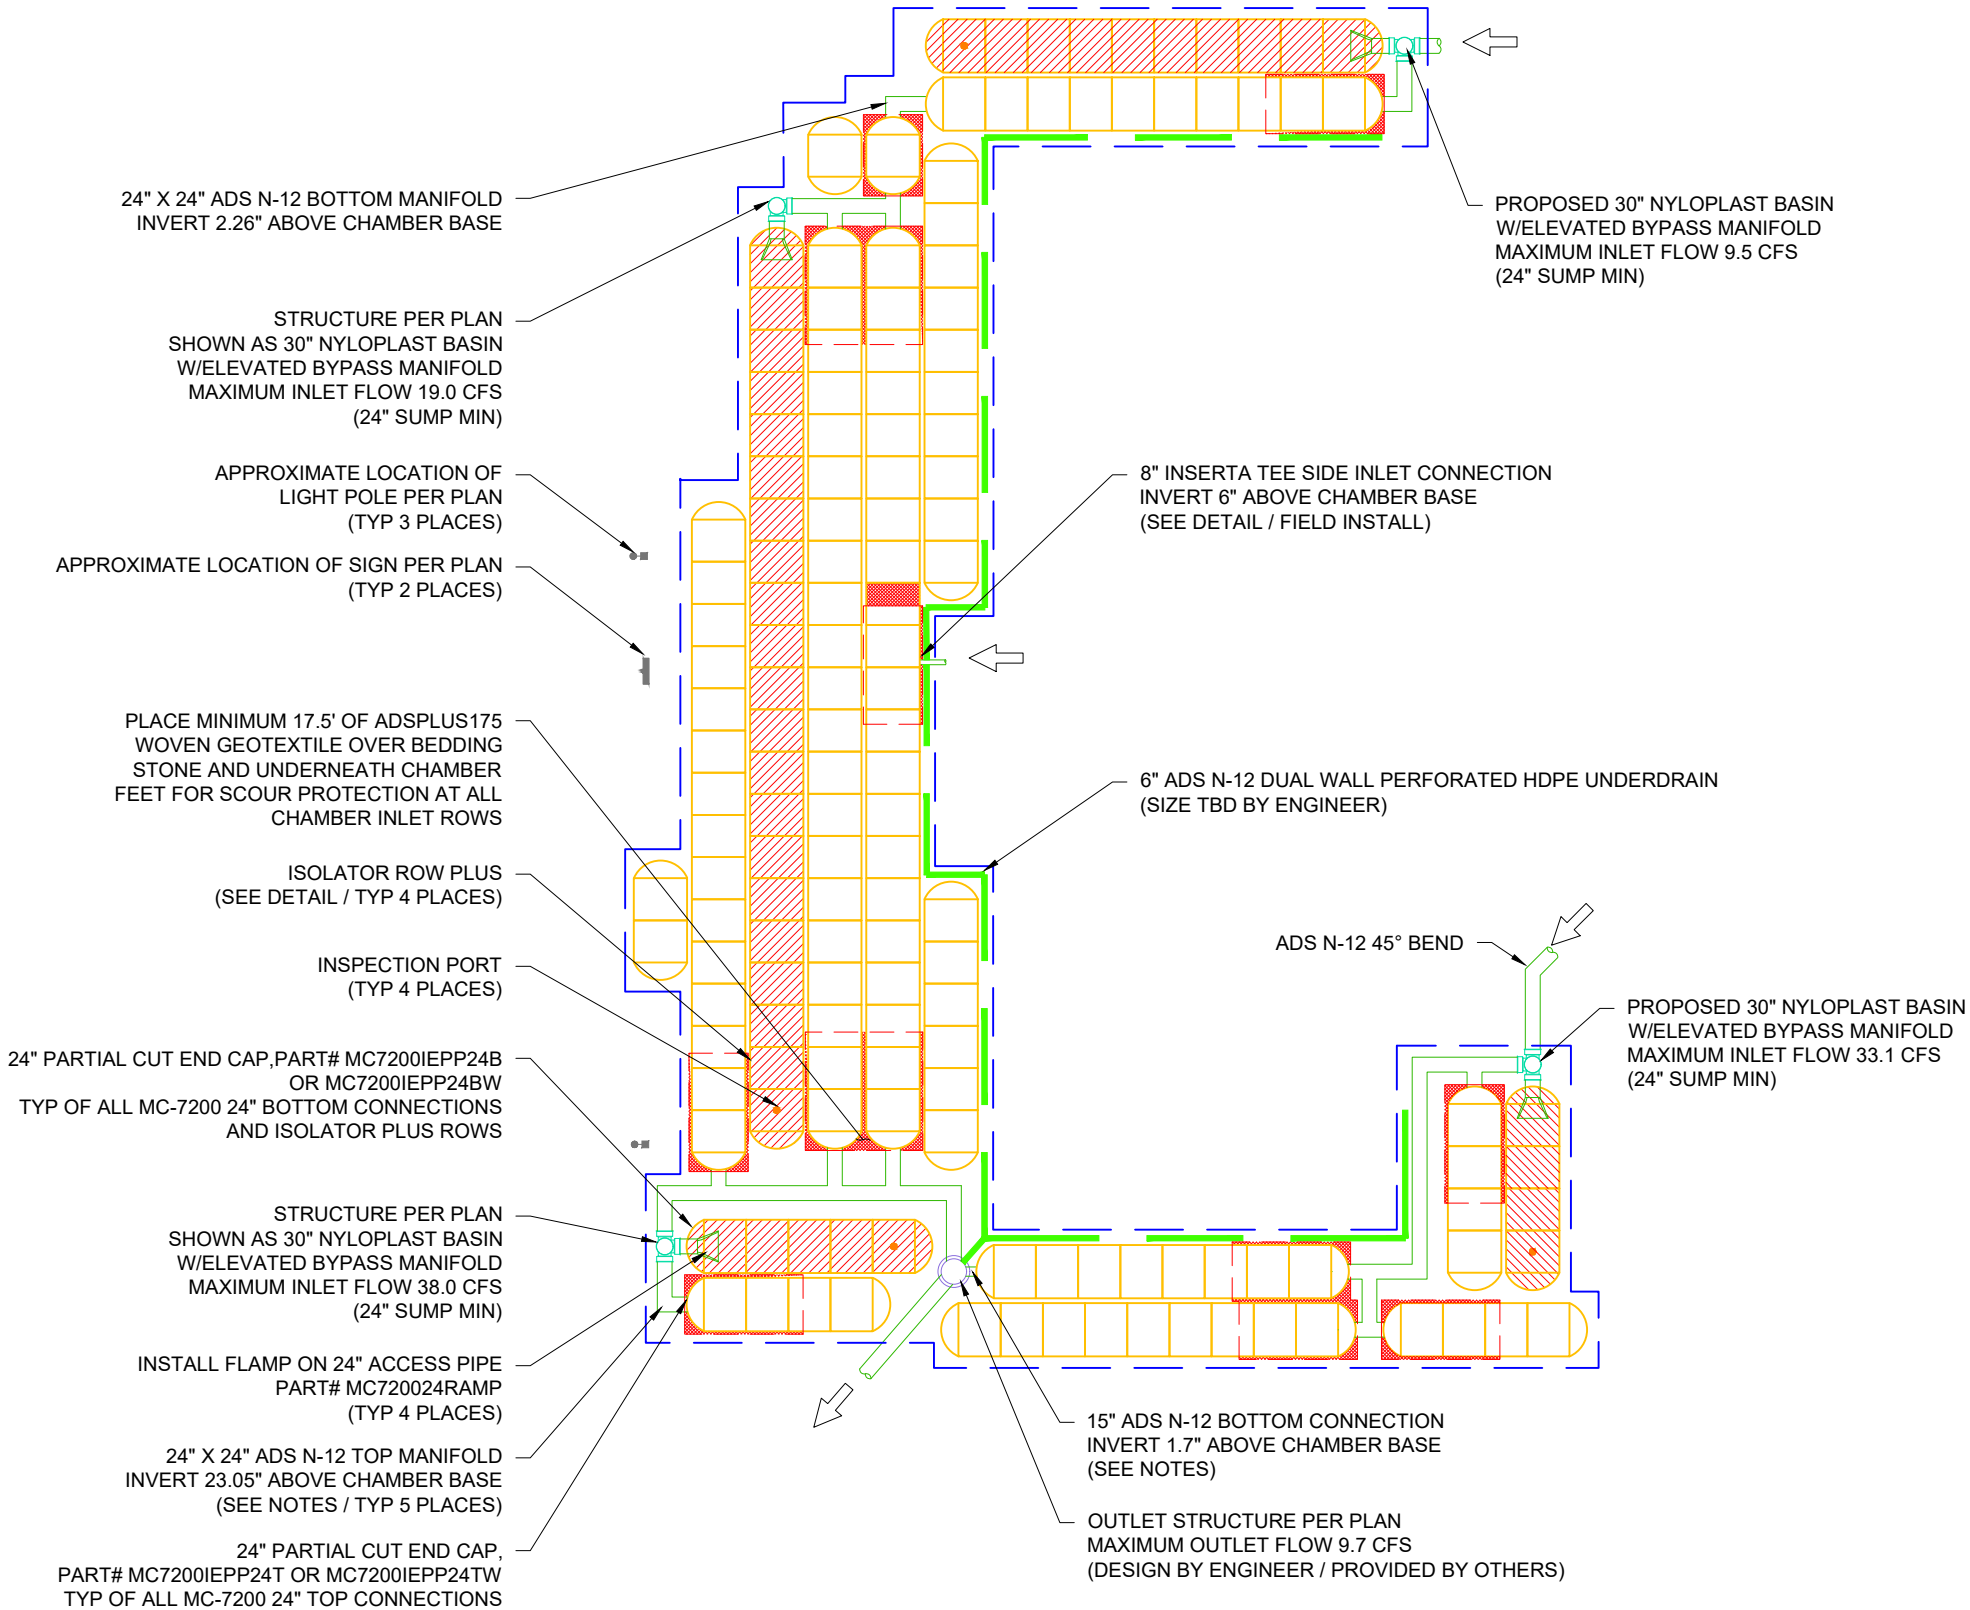 24" X 24" ADS N-12 BOTTOM MANIFOLD
INVERT 2.26" ABOVE CHAMBER BASE
STRUCTURE PER PLAN
SHOWN AS 30" NYLOPLAST BASIN
W/ELEVATED BYPASS MANIFOLD
MAXIMUM INLET FLOW 19.0 CFS
(24" SUMP MIN)
APPROXIMATE LOCATION OF
LIGHT POLE PER PLAN
(TYP 3 PLACES)
APPROXIMATE LOCATION OF SIGN PER PLAN
(TYP 2 PLACES)
PLACE MINIMUM 17.5' OF ADSPLUS175
WOVEN GEOTEXTILE OVER BEDDING
STONE AND UNDERNEATH CHAMBER
FEET FOR SCOUR PROTECTION AT ALL
CHAMBER INLET ROWS
ISOLATOR ROW PLUS
(SEE DETAIL / TYP 4 PLACES)
INSPECTION PORT
(TYP 4 PLACES)
24" PARTIAL CUT END CAP,PART# MC7200IEPP24B
OR MC7200IEPP24BW
TYP OF ALL MC-7200 24" BOTTOM CONNECTIONS
AND ISOLATOR PLUS ROWS
STRUCTURE PER PLAN
SHOWN AS 30" NYLOPLAST BASIN
W/ELEVATED BYPASS MANIFOLD
MAXIMUM INLET FLOW 38.0 CFS
(24" SUMP MIN)
INSTALL FLAMP ON 24" ACCESS PIPE
PART# MC720024RAMP
(TYP 4 PLACES)
24" X 24" ADS N-12 TOP MANIFOLD
INVERT 23.05" ABOVE CHAMBER BASE
(SEE NOTES / TYP 5 PLACES)
24" PARTIAL CUT END CAP,
PART# MC7200IEPP24T OR MC7200IEPP24TW
TYP OF ALL MC-7200 24" TOP CONNECTIONS
PROPOSED 30" NYLOPLAST BASIN
W/ELEVATED BYPASS MANIFOLD
MAXIMUM INLET FLOW 9.5 CFS
(24" SUMP MIN)
8" INSERTA TEE SIDE INLET CONNECTION
INVERT 6" ABOVE CHAMBER BASE
(SEE DETAIL / FIELD INSTALL)
6" ADS N-12 DUAL WALL PERFORATED HDPE UNDERDRAIN
(SIZE TBD BY ENGINEER)
ADS N-12 45° BEND
PROPOSED 30" NYLOPLAST BASIN
W/ELEVATED BYPASS MANIFOLD
MAXIMUM INLET FLOW 33.1 CFS
(24" SUMP MIN)
15" ADS N-12 BOTTOM CONNECTION
INVERT 1.7" ABOVE CHAMBER BASE
(SEE NOTES)
OUTLET STRUCTURE PER PLAN
MAXIMUM OUTLET FLOW 9.7 CFS
(DESIGN BY ENGINEER / PROVIDED BY OTHERS)